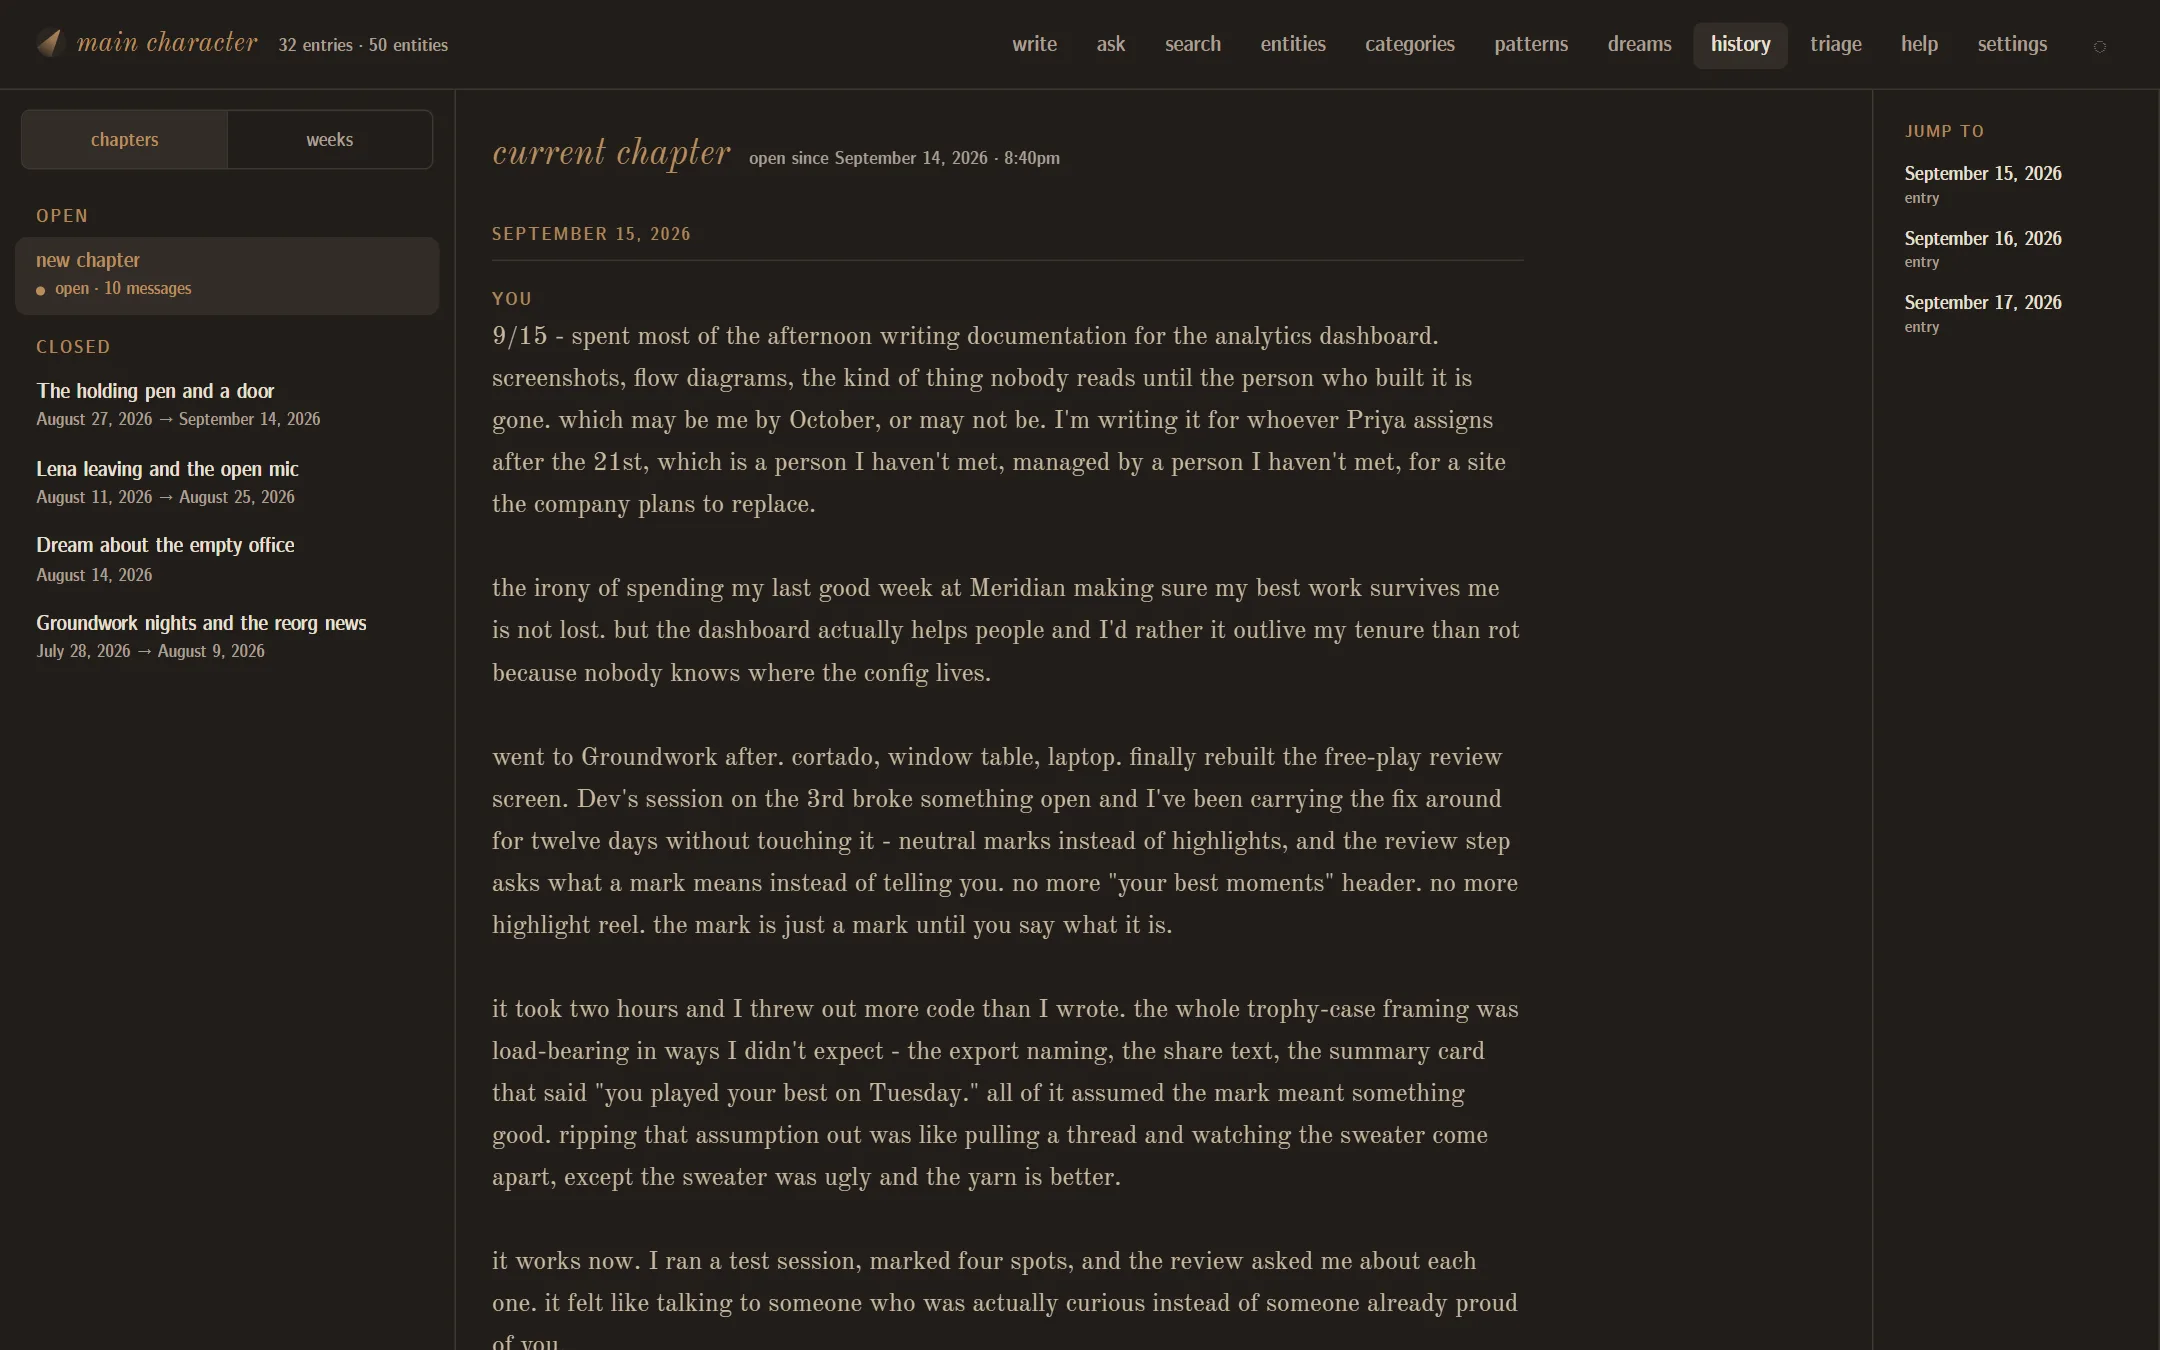 main character 32 entries · 50 entities
write ask search entities categories patterns dreams history triage help settings
chapters weeks
OPEN
new chapter
open · 10 messages
CLOSED
The holding pen and a door
August 27, 2026 → September 14, 2026
Lena leaving and the open mic
August 11, 2026 → August 25, 2026
Dream about the empty office
August 14, 2026
Groundwork nights and the reorg news
July 28, 2026 → August 9, 2026
current chapter open since September 14, 2026 · 8:40pm
SEPTEMBER 15, 2026
YOU
9/15 - spent most of the afternoon writing documentation for the analytics dashboard.
screenshots, flow diagrams, the kind of thing nobody reads until the person who built it is
gone. which may be me by October, or may not be. I'm writing it for whoever Priya assigns
after the 21st, which is a person I haven't met, managed by a person I haven't met, for a site
the company plans to replace.
the irony of spending my last good week at Meridian making sure my best work survives me
is not lost. but the dashboard actually helps people and I'd rather it outlive my tenure than rot
because nobody knows where the config lives.
went to Groundwork after. cortado, window table, laptop. finally rebuilt the free-play review
screen. Dev's session on the 3rd broke something open and I've been carrying the fix around
for twelve days without touching it - neutral marks instead of highlights, and the review step
asks what a mark means instead of telling you. no more "your best moments" header. no more
highlight reel. the mark is just a mark until you say what it is.
it took two hours and I threw out more code than I wrote. the whole trophy-case framing was
load-bearing in ways I didn't expect - the export naming, the share text, the summary card
that said "you played your best on Tuesday." all of it assumed the mark meant something
good. ripping that assumption out was like pulling a thread and watching the sweater come
apart, except the sweater was ugly and the yarn is better.
it works now. I ran a test session, marked four spots, and the review asked me about each
one. it felt like talking to someone who was actually curious instead of someone already proud
of you
JUMP TO
September 15, 2026
entry
September 16, 2026
entry
September 17, 2026
entry